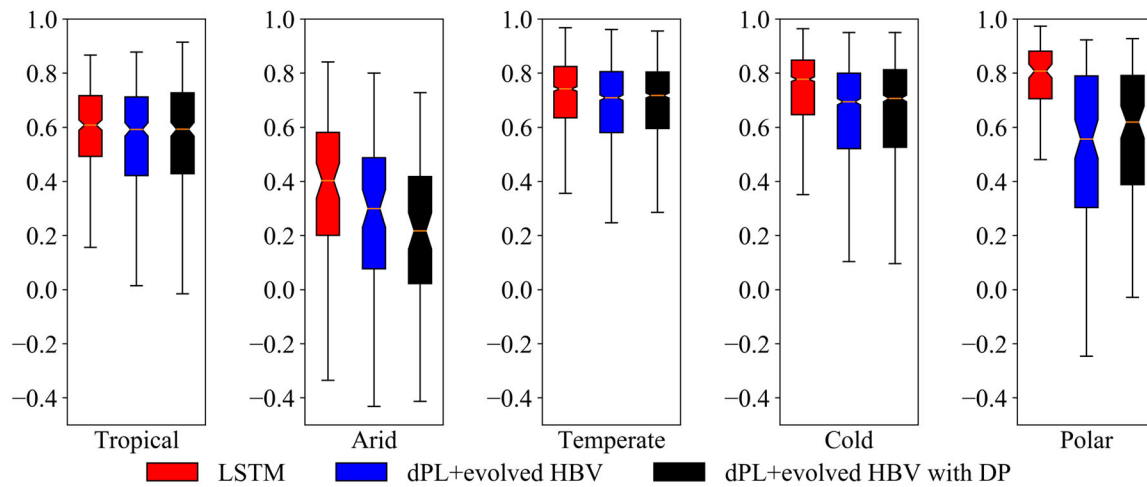 1.0 1.0 1.0 1.0 1.0
0.8 0.8 0.8 0.8 0.8
0.6 0.6 0.6 0.6 0.6
0.4 0.4 0.4 0.4 0.4
0.2 0.2 0.2 0.2 0.2
0.0 0.0 0.0 0.0 0.0
−0.2 −0.2 −0.2 −0.2 −0.2
−0.4 −0.4 −0.4 −0.4 −0.4
Tropical Arid Temperate Cold Polar
LSTM dPL+evolved HBV dPL+evolved HBV with DP